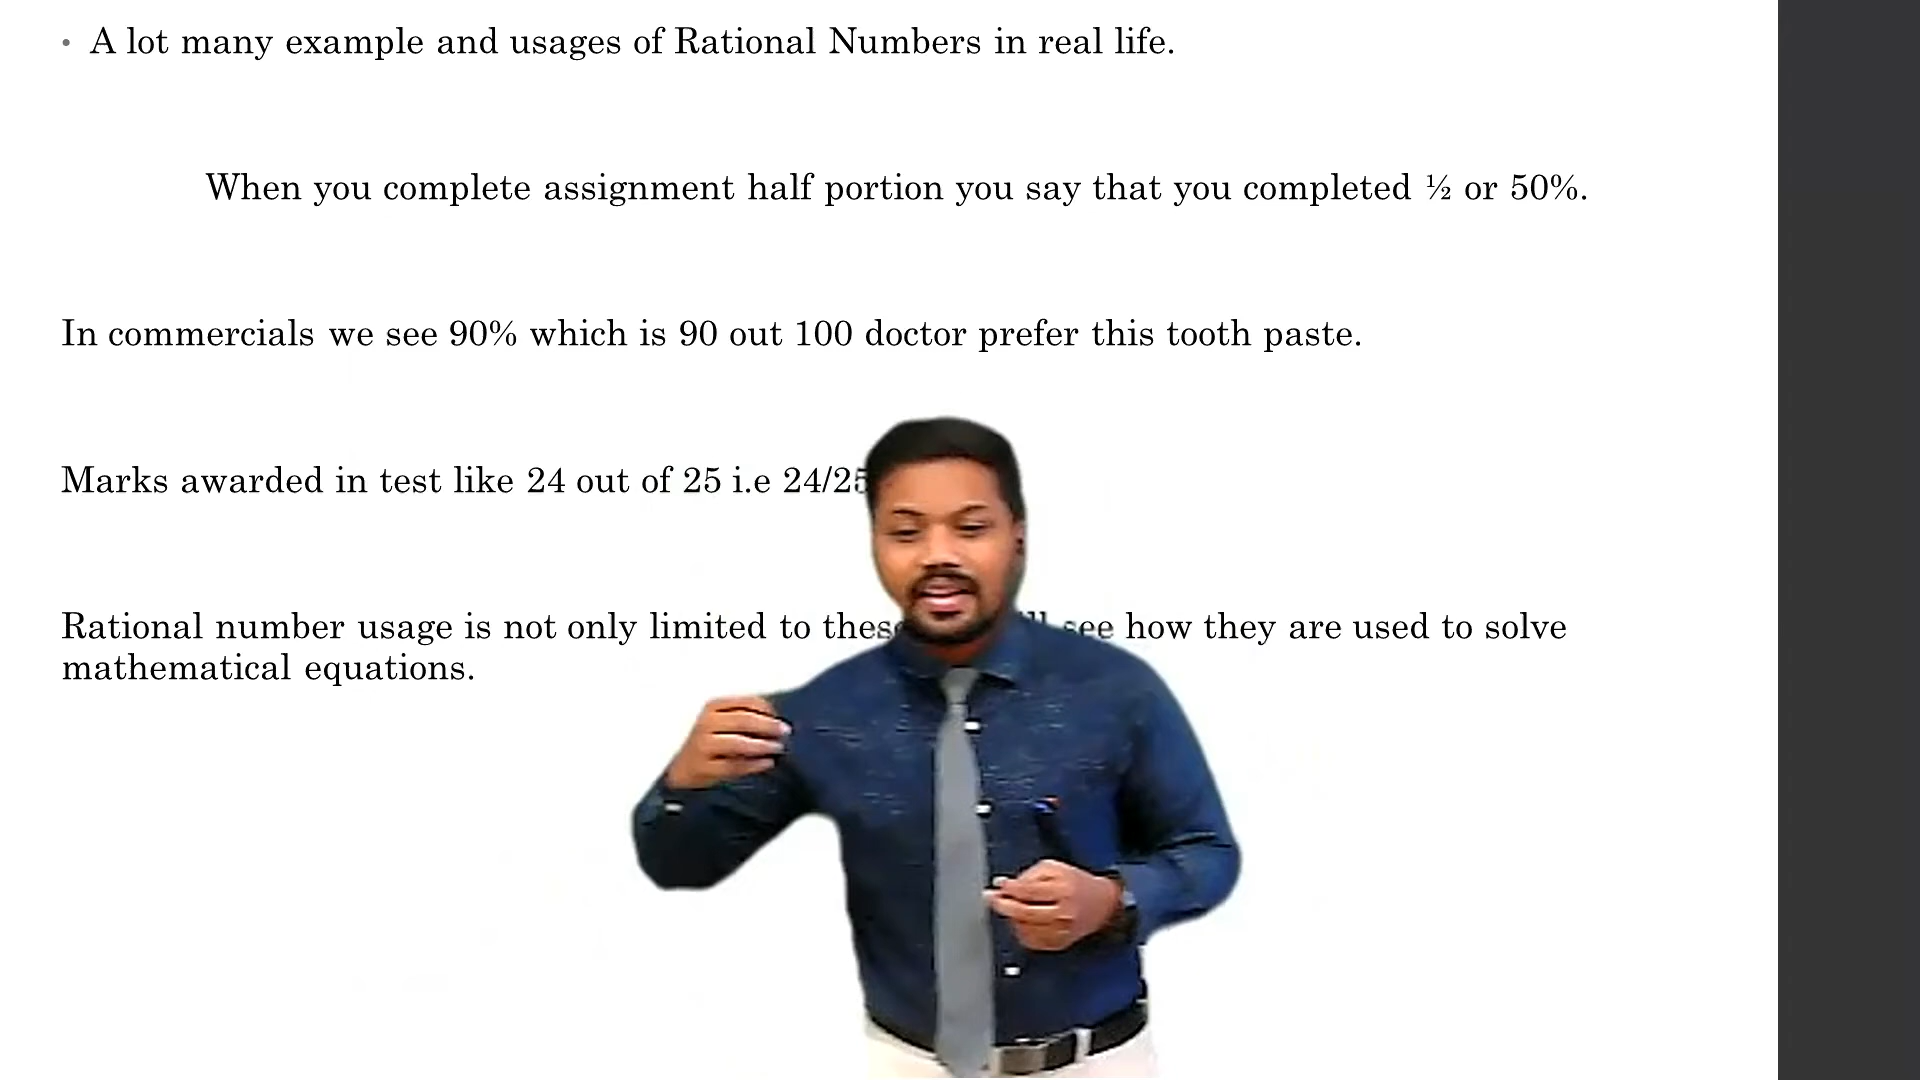 • A lot many example and usages of Rational Numbers in real life.
When you complete assignment half portion you say that you completed ½ or 50%.
In commercials we see 90% which is 90 out 100 doctor prefer this tooth paste.
Marks awarded in test like 24 out of 25 i.e 24/25
Rational number usage is not only limited to these see how they are used to solve
mathematical equations.